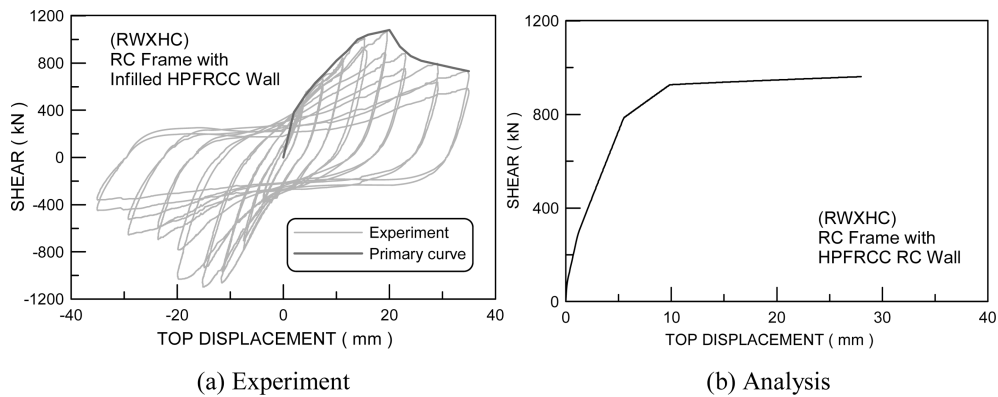 1200
800
400
0
-400
-800
-1200
SHEAR ( kN )
(RWXHC)
RC Frame with
Infilled HPFRCC Wall
Experiment
Primary curve
-40 -20 0 20 40
TOP DISPLACEMENT ( mm )
(a) Experiment
1200
800
400
0
SHEAR ( kN )
(RWXHC)
RC Frame with
HPFRCC RC Wall
0 10 20 30 40
TOP DISPLACEMENT ( mm )
(b) Analysis